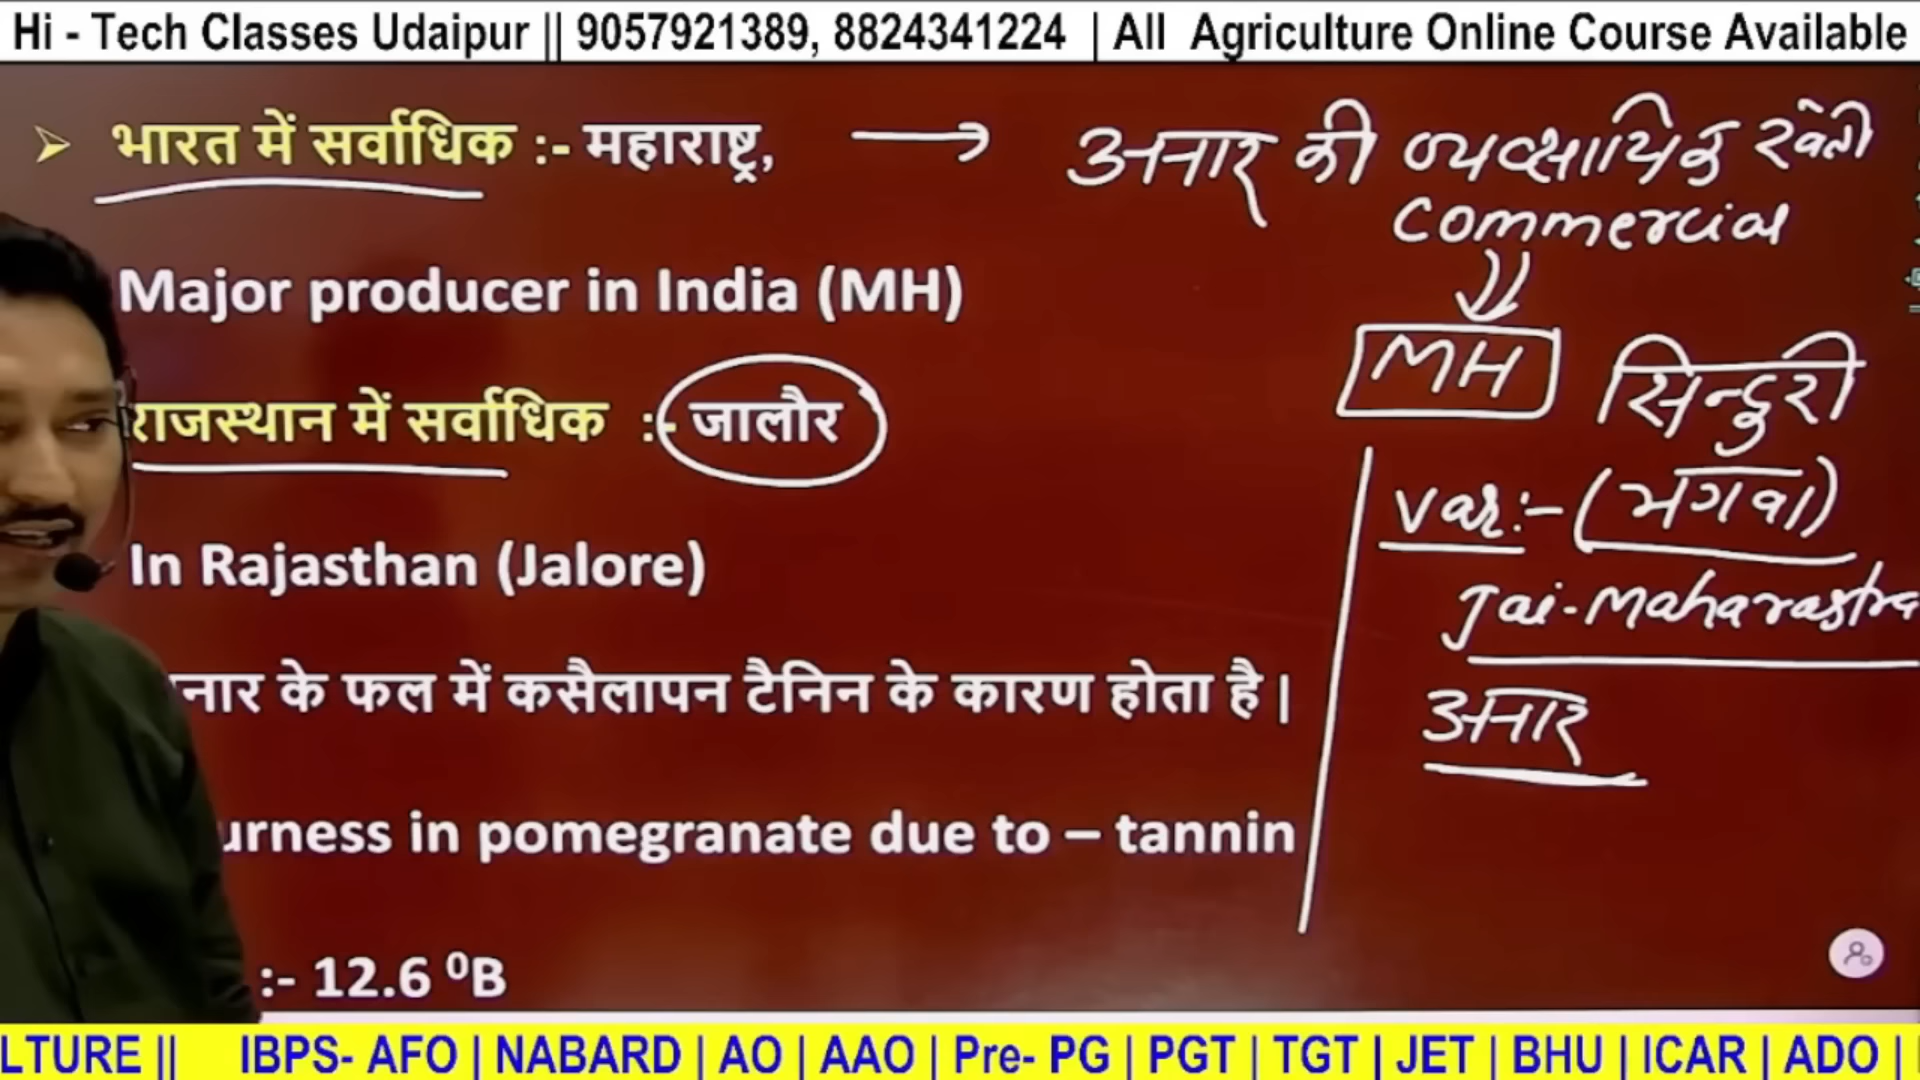 Hi - Tech Classes Udaipur || 9057921389, 8824341224 | All Agriculture Online Course Available
भारत में सर्वाधिक :- महाराष्ट्र, → अनार की व्यवसायिक खेती
Commercial
Major producer in India (MH)
MH सिन्दुरी
राजस्थान में सर्वाधिक :- जालौर
var :- (भगवा)
In Rajasthan (Jalore)
Jai-Maharastra
नार के फल में कसैलापन टैनिन के कारण होता है।
अनार
urness in pomegranate due to – tannin
:- 12.6 ⁰B
LTURE || IBPS- AFO | NABARD | AO | AAO | Pre- PG | PGT | TGT | JET | BHU | ICAR | ADO |